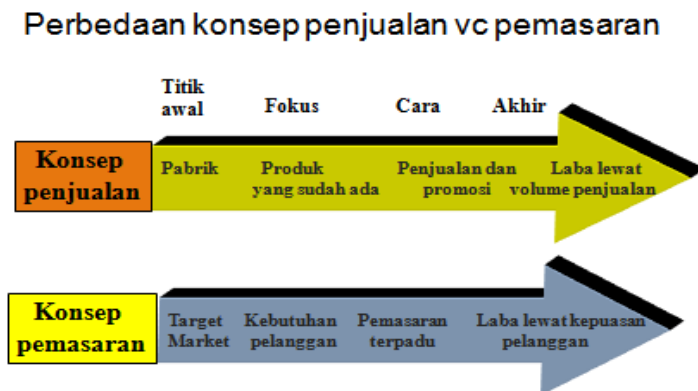 Perbedaan konsep penjualan vc pemasaran
Titik
awal
Fokus
Cara
Akhir
Konsep
penjualan
Pabrik
Produk
yang sudah ada
Penjualan dan
promosi
Laba lewat
volume penjualan
Konsep
pemasaran
Target
Market
Kebutuhan
pelanggan
Pemasaran
terpadu
Laba lewat kepuasan
pelanggan